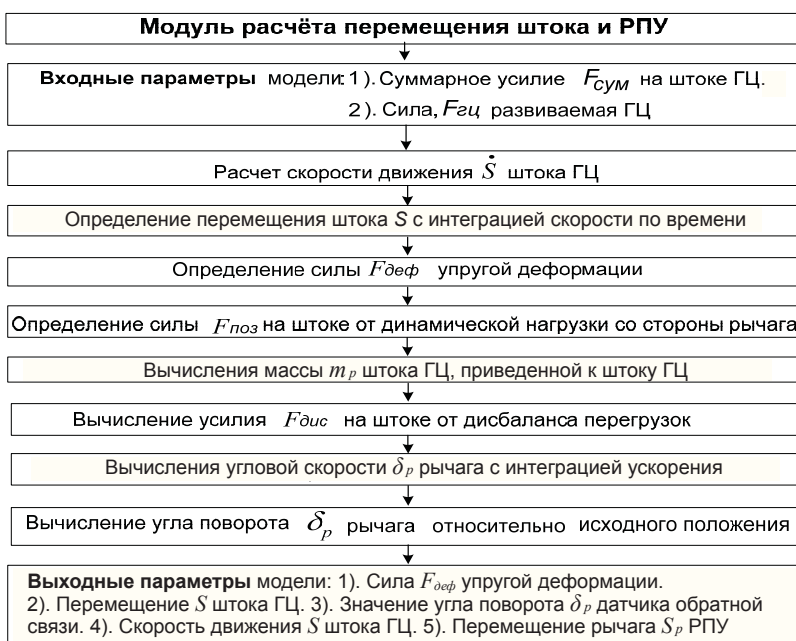 Модуль расчёта перемещения штока и РПУ
Входные параметры модели: 1). Суммарное усилие Fсум на штоке ГЦ.
2). Сила, Fгц развиваемая ГЦ
Расчет скорости движения Ṡ штока ГЦ
Определение перемещения штока S с интеграцией скорости по времени
Определение силы Fдеф упругой деформации
Определение силы Fпоз на штоке от динамической нагрузки со стороны рычага
Вычисления массы mр штока ГЦ, приведенной к штоку ГЦ
Вычисление усилия Fдис на штоке от дисбаланса перегрузок
Вычисления угловой скорости δр рычага с интеграцией ускорения
Вычисление угла поворота δp рычага относительно исходного положения
Выходные параметры модели: 1). Сила Fдеф упругой деформации.
2). Перемещение S штока ГЦ. 3). Значение угла поворота δр датчика обратной
связи. 4). Скорость движения S штока ГЦ. 5). Перемещение рычага Sр РПУ